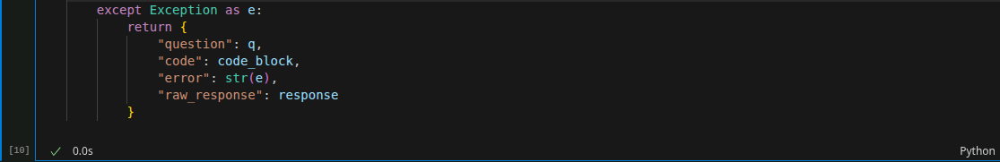 except Exception as e:
return {
"question": q,
"code": code_block,
"error": str(e),
"raw_response": response
}
[10] ✓ 0.0s Python